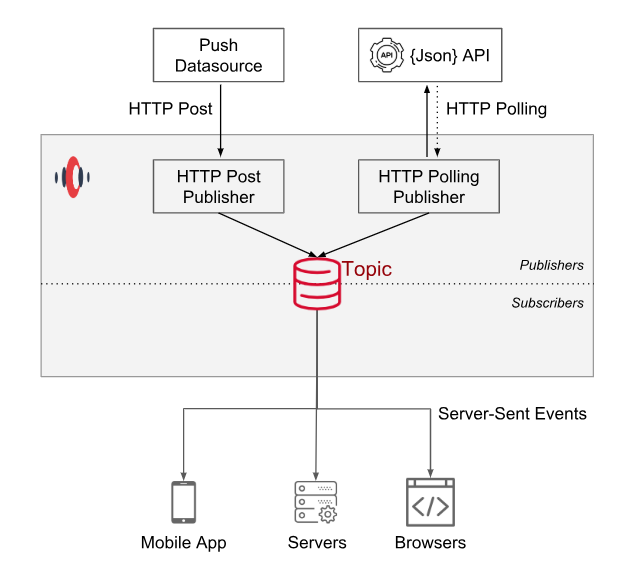 Push
Datasource
API
{Json} API
HTTP Post
HTTP Polling
HTTP Post
Publisher
HTTP Polling
Publisher
Topic
Publishers
Subscribers
Server-Sent Events
</>
Mobile App
Servers
Browsers